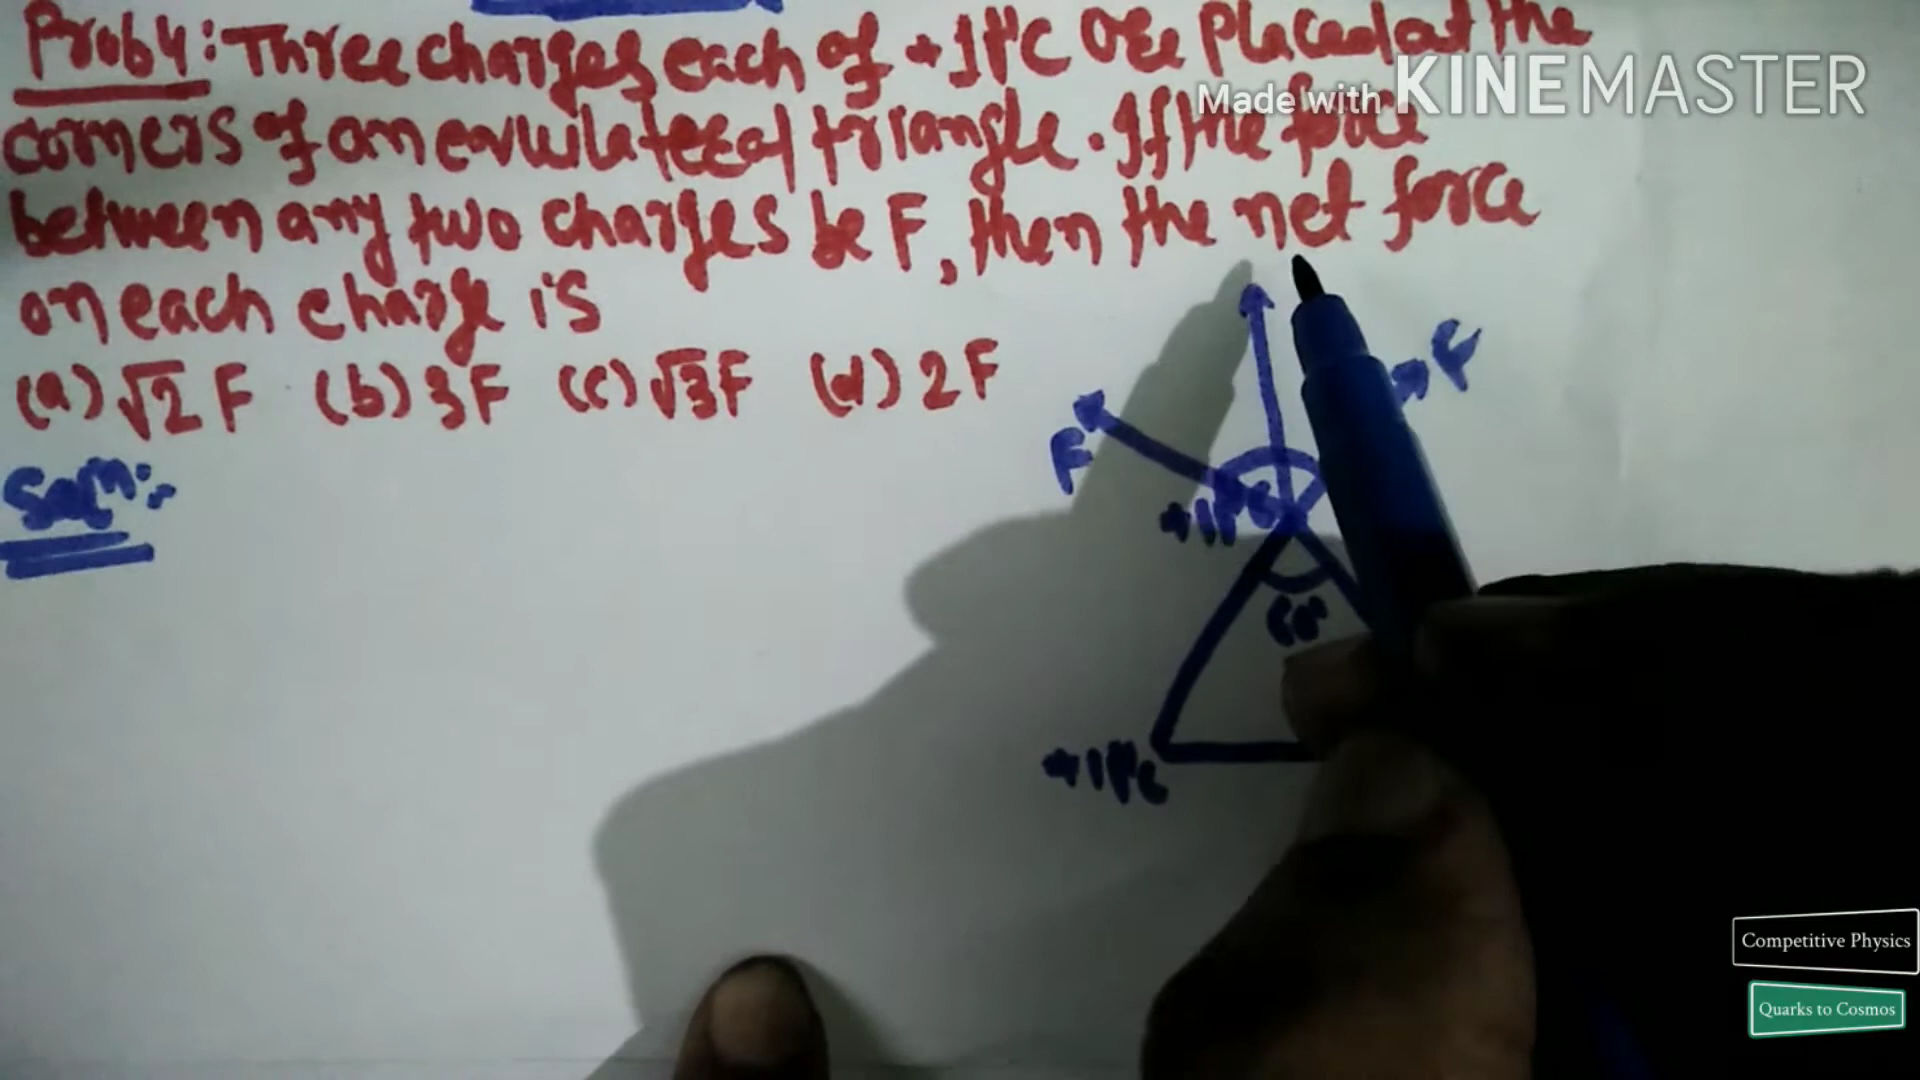 Prob4: Three charges each of +1μC are placed at the
Made with KINEMASTER
corners of an equilateral triangle. If the force
between any two charges be F, then the net force
on each charge is
(a) √2 F (b) 3F (c) √3F (d) 2F
F
F
Soln:-
+1μC
60°
+1μC
Competitive Physics
Quarks to Cosmos